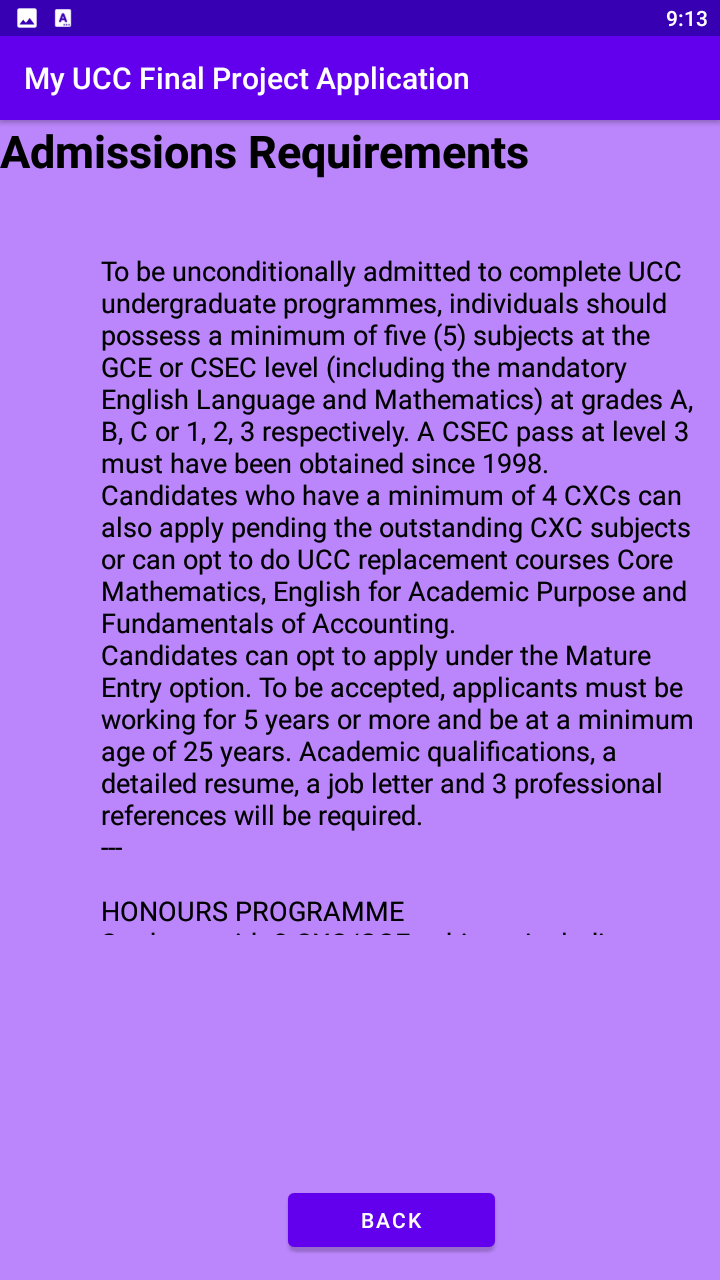 9:13
My UCC Final Project Application
Admissions Requirements
To be unconditionally admitted to complete UCC
undergraduate programmes, individuals should
possess a minimum of five (5) subjects at the
GCE or CSEC level (including the mandatory
English Language and Mathematics) at grades A,
B, C or 1, 2, 3 respectively. A CSEC pass at level 3
must have been obtained since 1998.
Candidates who have a minimum of 4 CXCs can
also apply pending the outstanding CXC subjects
or can opt to do UCC replacement courses Core
Mathematics, English for Academic Purpose and
Fundamentals of Accounting.
Candidates can opt to apply under the Mature
Entry option. To be accepted, applicants must be
working for 5 years or more and be at a minimum
age of 25 years. Academic qualifications, a
detailed resume, a job letter and 3 professional
references will be required.
---
HONOURS PROGRAMME
BACK